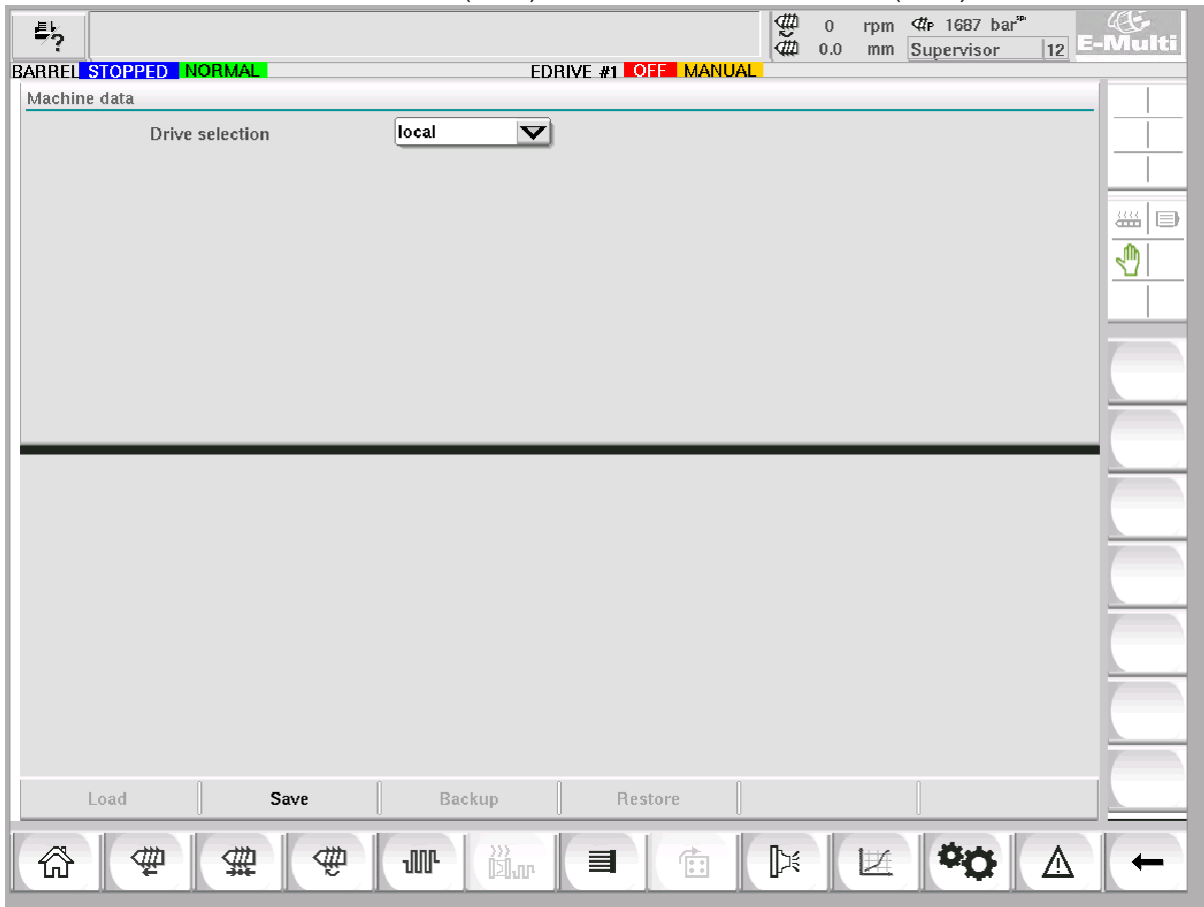 0 rpm 1687 bar sp.
0.0 mm Supervisor 12 E-Multi
BARREL STOPPED NORMAL EDRIVE #1 OFF MANUAL
Machine data
Drive selection local
Load Save Backup Restore